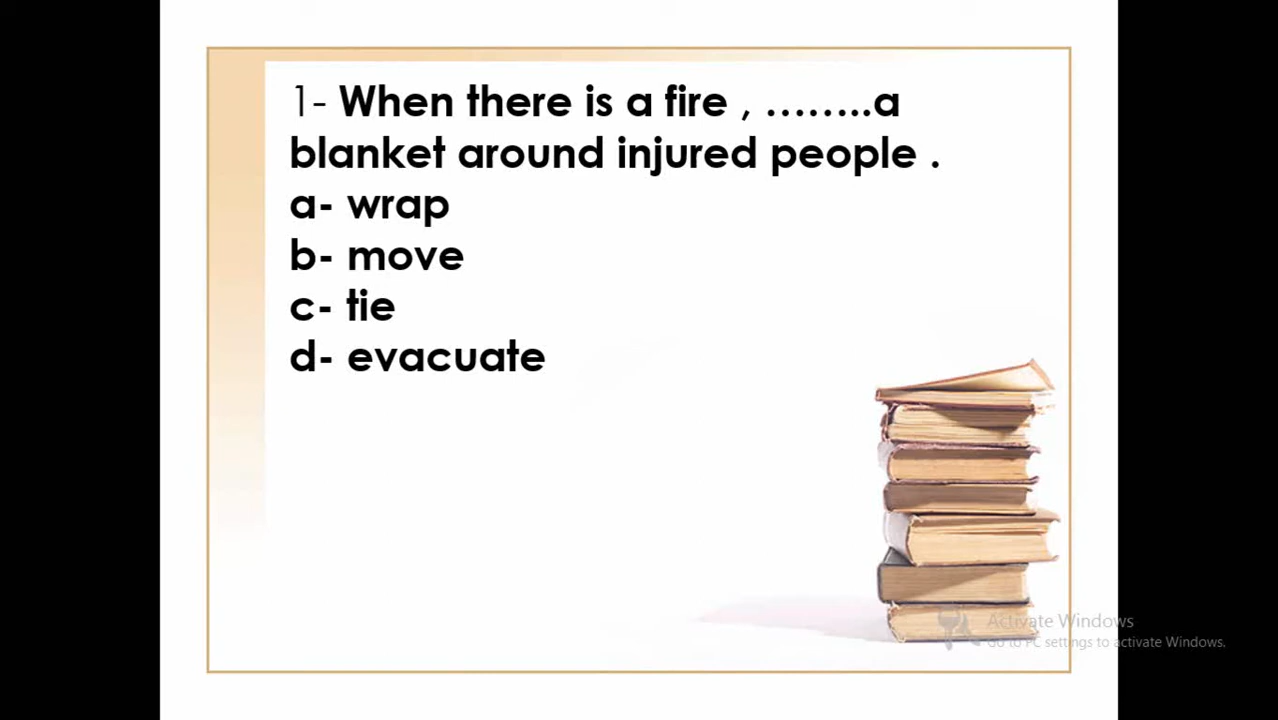 1- When there is a fire , ........a
blanket around injured people .
a- wrap
b- move
c- tie
d- evacuate
Activate Windows
Go to PC settings to activate Windows.